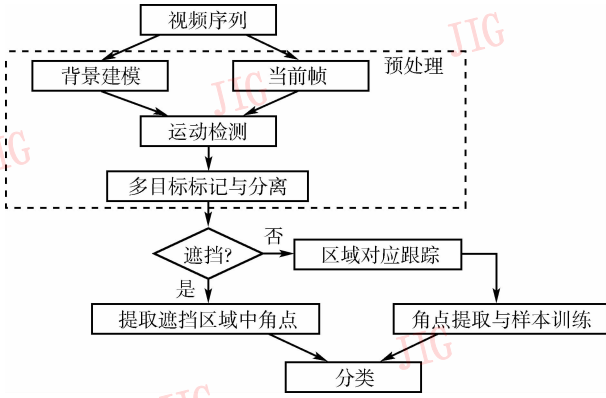 视频序列
预处理
背景建模
当前帧
运动检测
多目标标记与分离
遮挡?
否
区域对应跟踪
是
提取遮挡区域中角点
角点提取与样本训练
分类
JIG
JIG
JIG
JIG
JIG